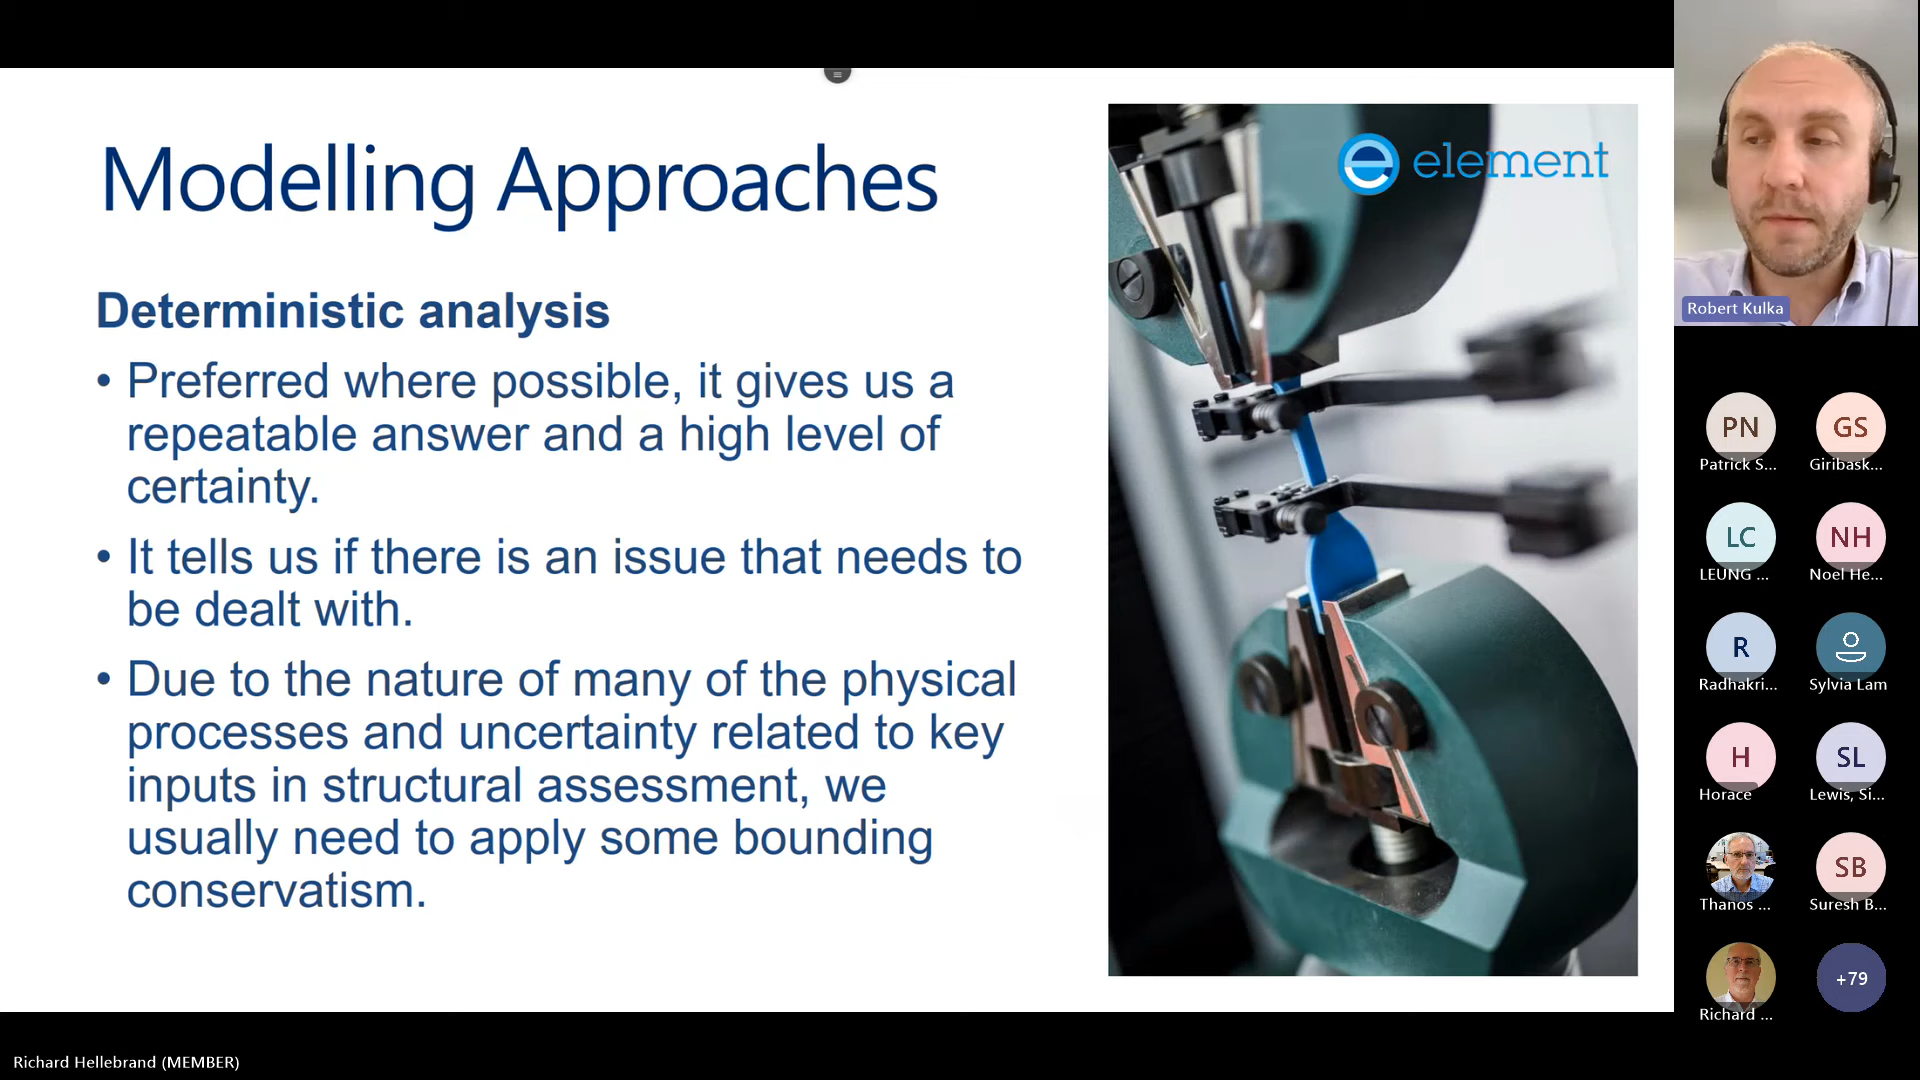 Modelling Approaches
element
Deterministic analysis
• Preferred where possible, it gives us a
repeatable answer and a high level of
certainty.
• It tells us if there is an issue that needs to
be dealt with.
• Due to the nature of many of the physical
processes and uncertainty related to key
inputs in structural assessment, we
usually need to apply some bounding
conservatism.
Robert Kulka
PN
Patrick S...
GS
Giribask...
LC
LEUNG ...
NH
Noel He...
R
Radhakri...
Sylvia Lam
H
Horace
SL
Lewis, Si...
Thanos ...
SB
Suresh B...
Richard ...
+79
Richard Hellebrand (MEMBER)